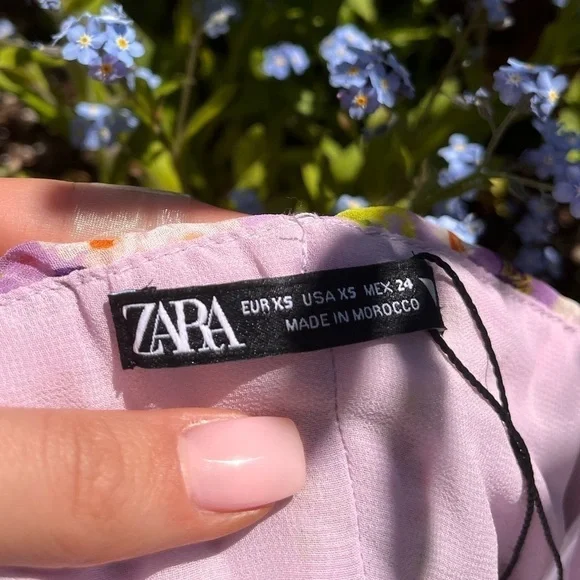 ZARA
EUR XS USA XS MEX 24
MADE IN MOROCCO